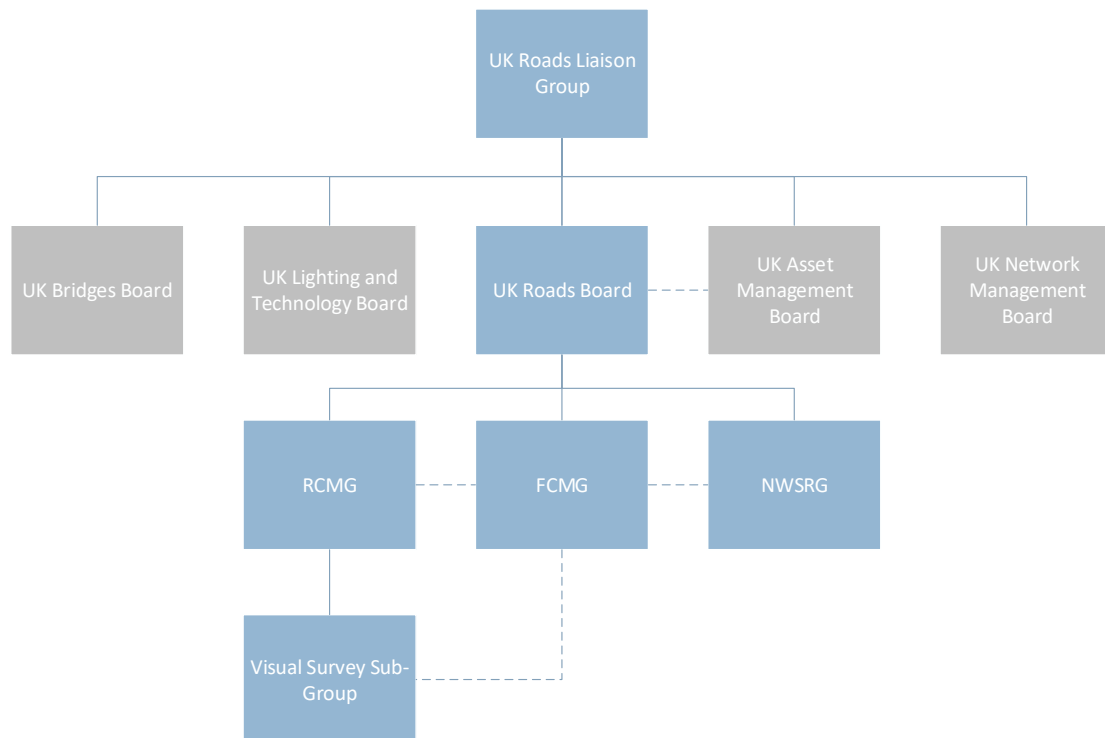 UK Roads Liaison
Group
UK Bridges Board
UK Lighting and
Technology Board
UK Roads Board
UK Asset
Management
Board
UK Network
Management
Board
RCMG
FCMG
NWSRG
Visual Survey Sub-
Group